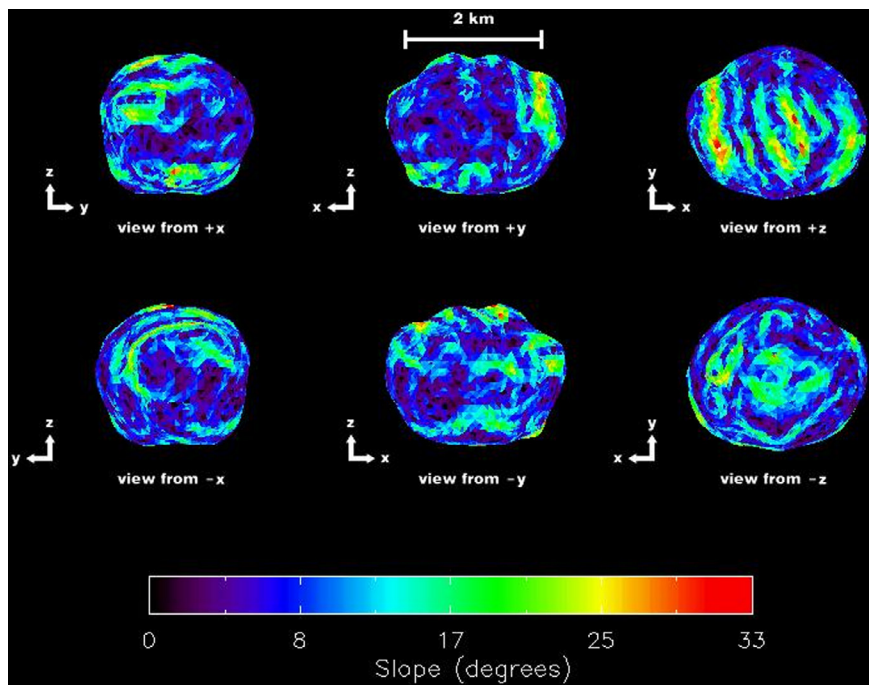 2 km
z
y
view from +x
z
x
view from +y
y
x
view from +z
z
y
view from −x
z
x
view from −y
y
x
view from −z
0 8 17 25 33
Slope (degrees)